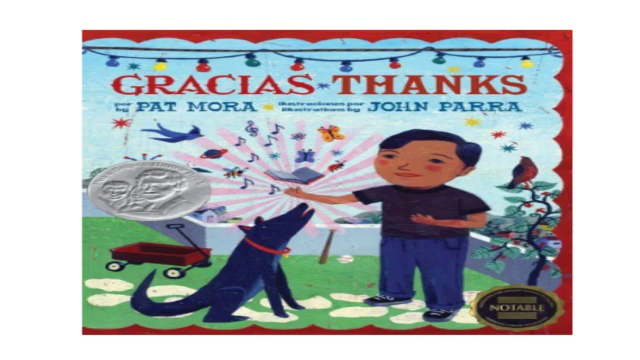 GRACIAS THANKS
por PAT MORA ilustraciones por JOHN PARRA
by illustrations by
NOTABLE